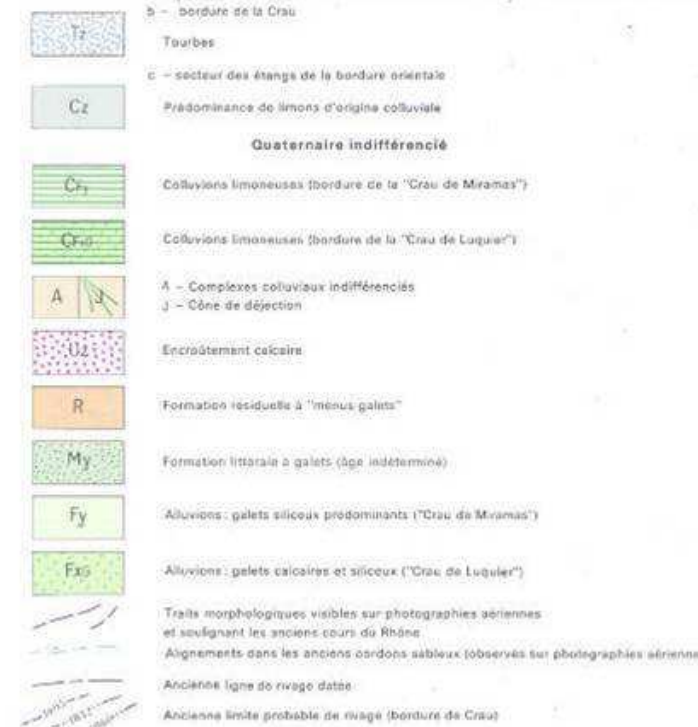 b - bordure de la Crau
Tz
Tourbes
c - secteur des étangs de la bordure orientale
Cz
Prédominance de limons d'origine colluviale
Quaternaire indifférencié
CFy
Colluvions limoneuses (bordure de la "Crau de Miramas")
Colluvions limoneuses (bordure de la "Crau de Luquier")
A
J
A - Complexes colluviaux indifférenciés
J - Cône de déjection
Uz
Encroûtement calcaire
R
Formation résiduelle à "menus galets"
My
Formation littorale à galets (âge indéterminé)
Fy
Alluvions : galets siliceux prédominants ("Crau de Miramas")
Alluvions : galets calcaires et siliceux ("Crau de Luquier")
Traits morphologiques visibles sur photographies aériennes
et soulignant les anciens cours du Rhône
Alignements dans les anciens cordons sableux (observés sur photographies aérienne
Ancienne ligne de rivage datée
Ancienne limite probable de rivage (bordure de Crau)